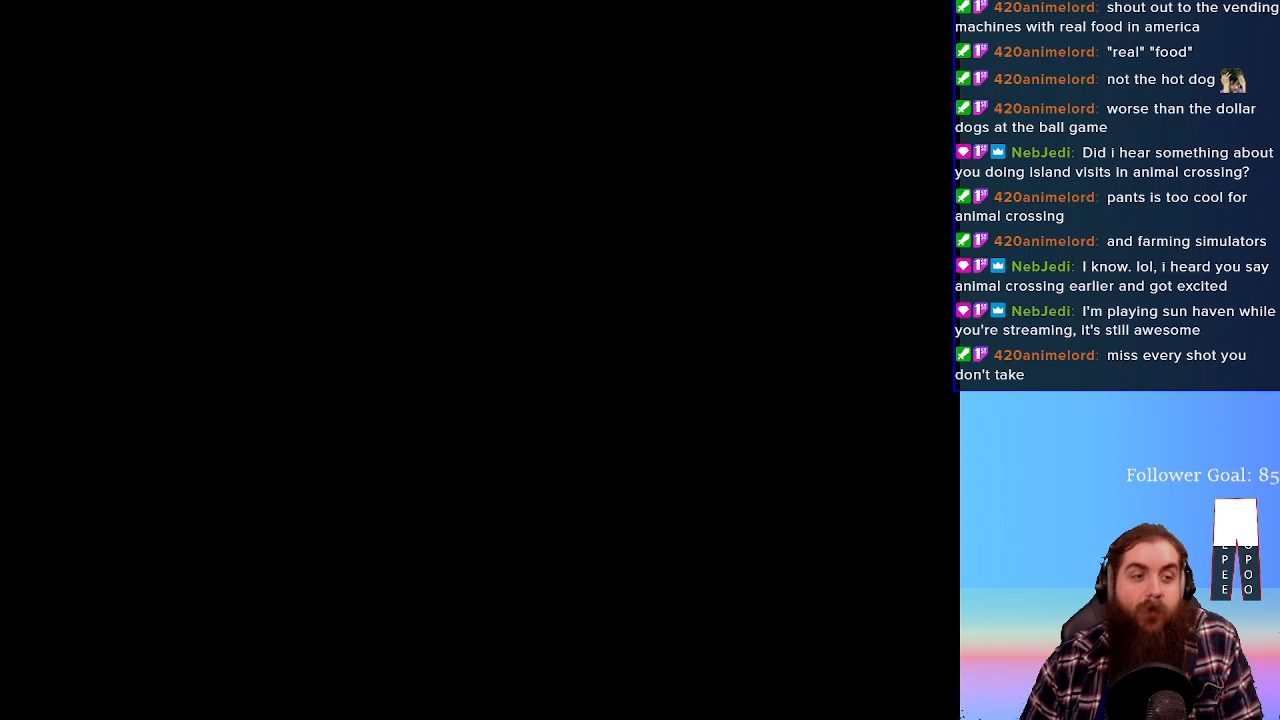 420animelord: shout out to the vending
machines with real food in america
420animelord: "real" "food"
420animelord: not the hot dog
420animelord: worse than the dollar
dogs at the ball game
NebJedi: Did i hear something about
you doing island visits in animal crossing?
420animelord: pants is too cool for
animal crossing
420animelord: and farming simulators
NebJedi: I know. lol, i heard you say
animal crossing earlier and got excited
NebJedi: I'm playing sun haven while
you're streaming, it's still awesome
420animelord: miss every shot you
don't take
Follower Goal: 85
P P
E O
E O